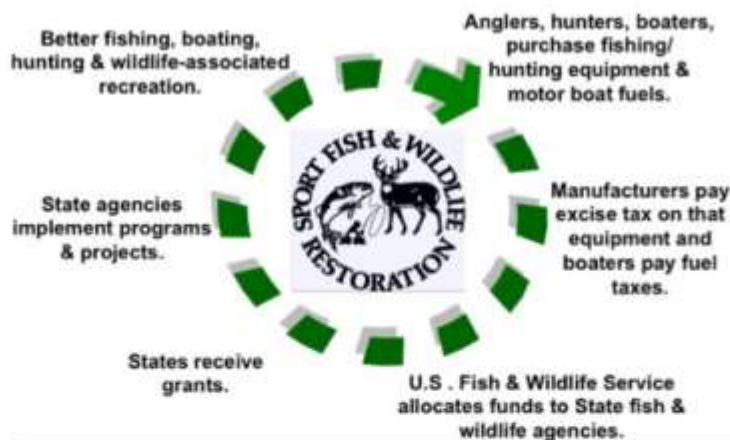 Anglers, hunters, boaters,
purchase fishing/
hunting equipment &
motor boat fuels.
Manufacturers pay
excise tax on that
equipment and
boaters pay fuel
taxes.
U.S . Fish & Wildlife Service
allocates funds to State fish &
wildlife agencies.
States receive
grants.
State agencies
implement programs
& projects.
Better fishing, boating,
hunting & wildlife-associated
recreation.
SPORT FISH & WILDLIFE
RESTORATION